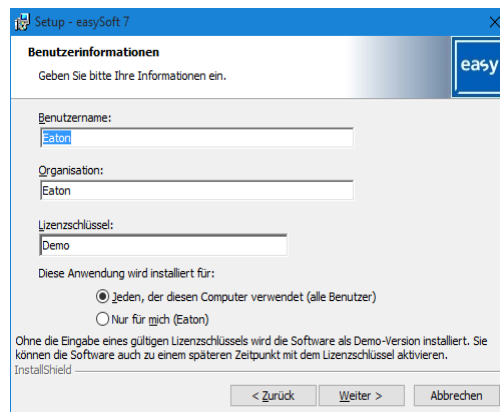 Setup - easySoft 7
Benutzerinformationen
Geben Sie bitte Ihre Informationen ein.
easy
Benutzername:
Eaton
Organisation:
Eaton
Lizenzschlüssel:
Demo
Diese Anwendung wird installiert für:
Jeden, der diesen Computer verwendet (alle Benutzer)
Nur für mich (Eaton)
Ohne die Eingabe eines gültigen Lizenzschlüssels wird die Software als Demo-Version installiert. Sie
können die Software auch zu einem späteren Zeitpunkt mit dem Lizenzschlüssel aktivieren.
InstallShield
< Zurück Weiter > Abbrechen